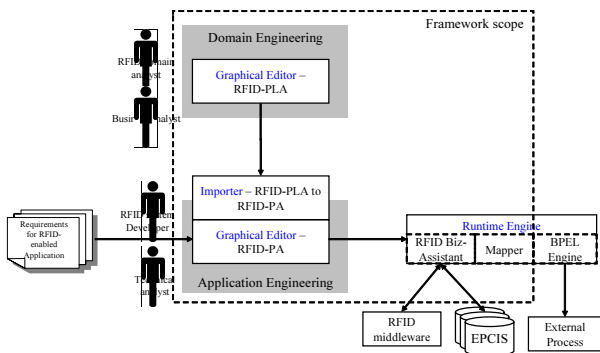 Framework scope
Domain Engineering
Graphical Editor –
RFID-PLA
analyst
Importer – RFID-PLA to
RFID-PA
Graphical Editor –
RFID-PA
Application Engineering
Requirements
for RFID-
enabled
Application
Developer
analyst
Runtime Engine
RFID Biz-
Assistant
Mapper
BPEL
Engine
RFID
middleware
EPCIS
External
Process